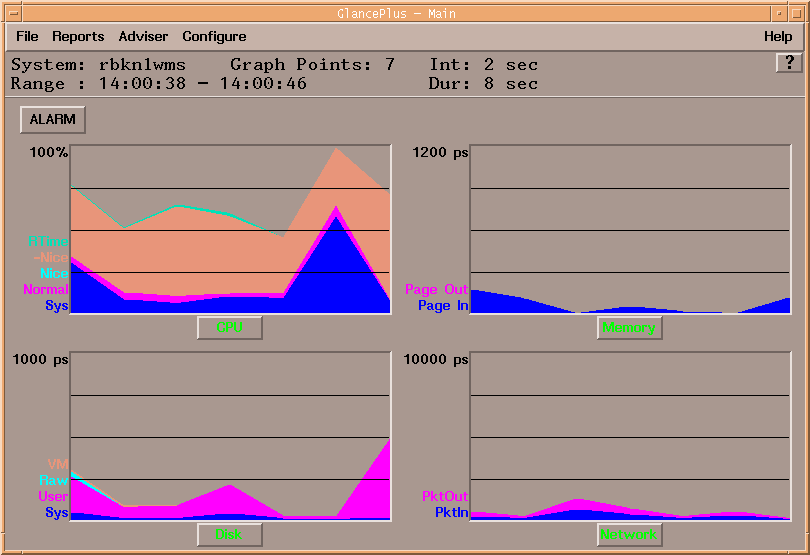 GlancePlus - Main
File Reports Adviser Configure Help
System: rbkn1wms Graph Points: 7 Int: 2 sec ?
Range : 14:00:38 - 14:00:46 Dur: 8 sec
ALARM
100%
RTime
-Nice
Nice
Normal
Sys
CPU
1200 ps
Page Out
Page In
Memory
1000 ps
VM
Raw
User
Sys
Disk
10000 ps
PktOut
PktIn
Network